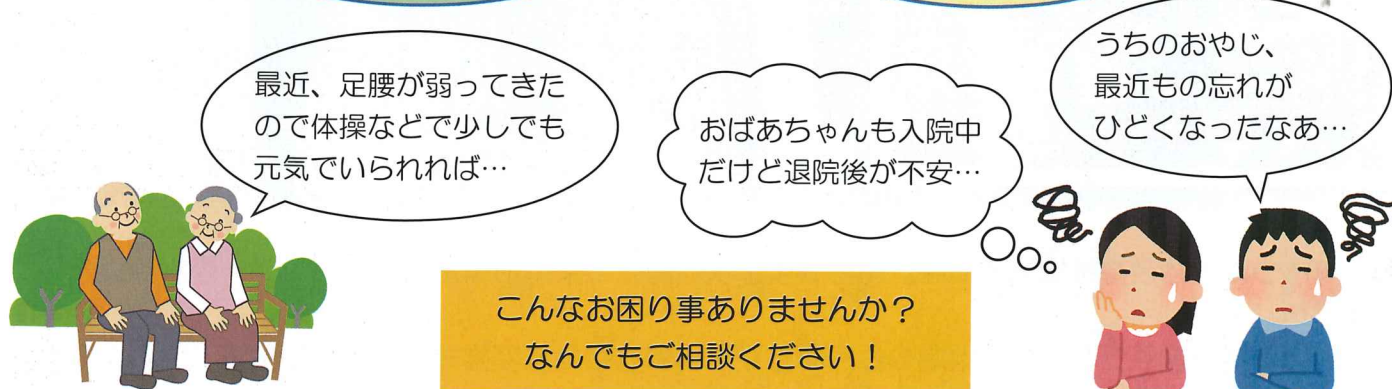 最近、足腰が弱ってきた
ので体操などで少しでも
元気でいられれば…
おばあちゃんも入院中
だけど退院後が不安…
うちのおやじ、
最近もの忘れが
ひどくなったなあ…
こんなお困り事ありませんか？
なんでもご相談ください！